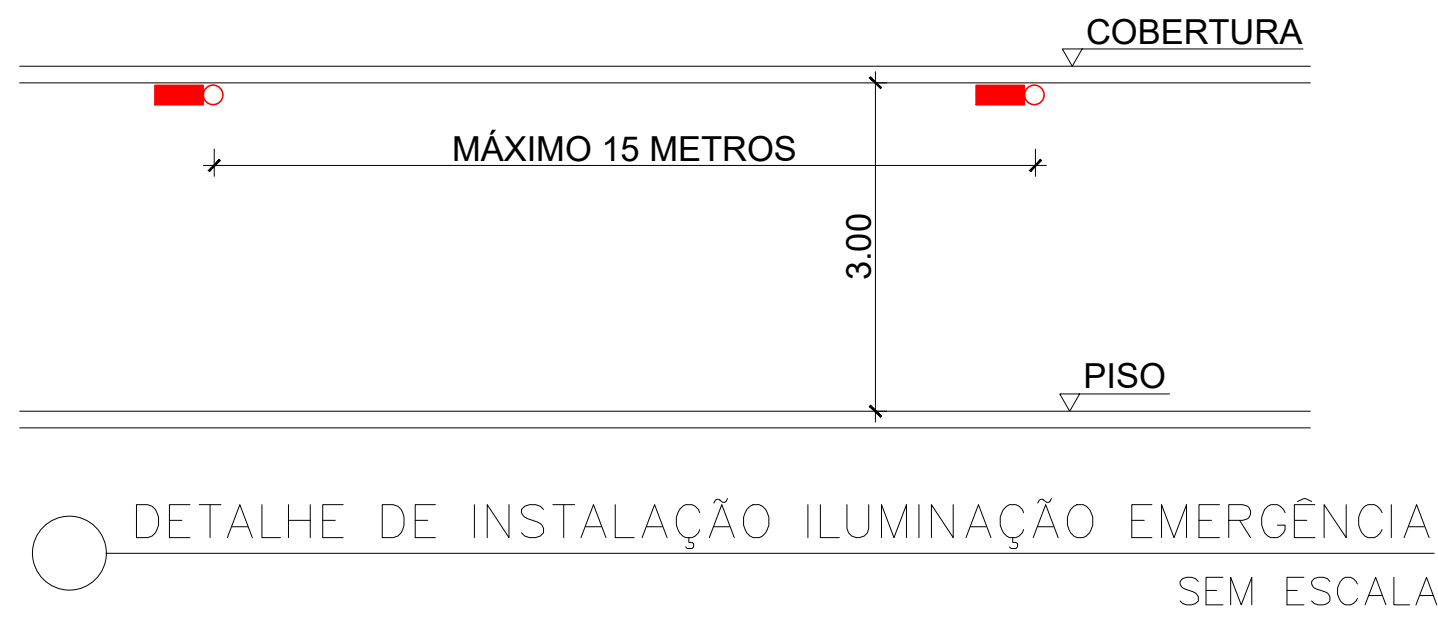 COBERTURA
MÁXIMO 15 METROS
3.00
PISO
DETALHE DE INSTALAÇÃO ILUMINAÇÃO EMERGÊNCIA
SEM ESCALA